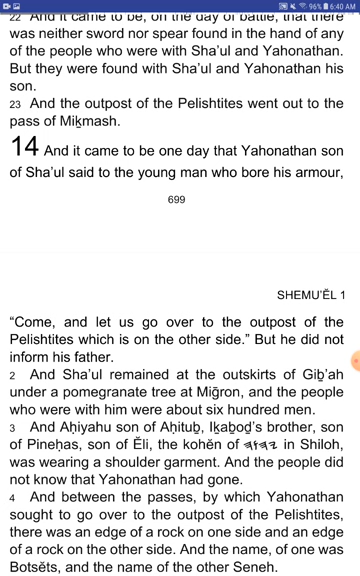 96% 6:40 AM
22 And it came to be, on the day of battle, that there
was neither sword nor spear found in the hand of any
of the people who were with Sha’ul and Yahonathan.
But they were found with Sha’ul and Yahonathan his
son.
23 And the outpost of the Pelishtites went out to the
pass of Miḵmash.
14 And it came to be one day that Yahonathan son
of Sha’ul said to the young man who bore his armour,
699
SHEMU’ĚL 1
“Come, and let us go over to the outpost of the
Pelishtites which is on the other side.” But he did not
inform his father.
2 And Sha’ul remained at the outskirts of Giḇ’ah
under a pomegranate tree at Miḡron, and the people
who were with him were about six hundred men.
3 And Aḥiyahu son of Aḥituḇ, Iḵaḇoḏ’s brother, son
of Pineḥas, son of Ěli, the kohěn of 𐤉𐤄𐤅𐤄 in Shiloh,
was wearing a shoulder garment. And the people did
not know that Yahonathan had gone.
4 And between the passes, by which Yahonathan
sought to go over to the outpost of the Pelishtites,
there was an edge of a rock on one side and an edge
of a rock on the other side. And the name, of one was
Botsěts, and the name of the other Seneh.